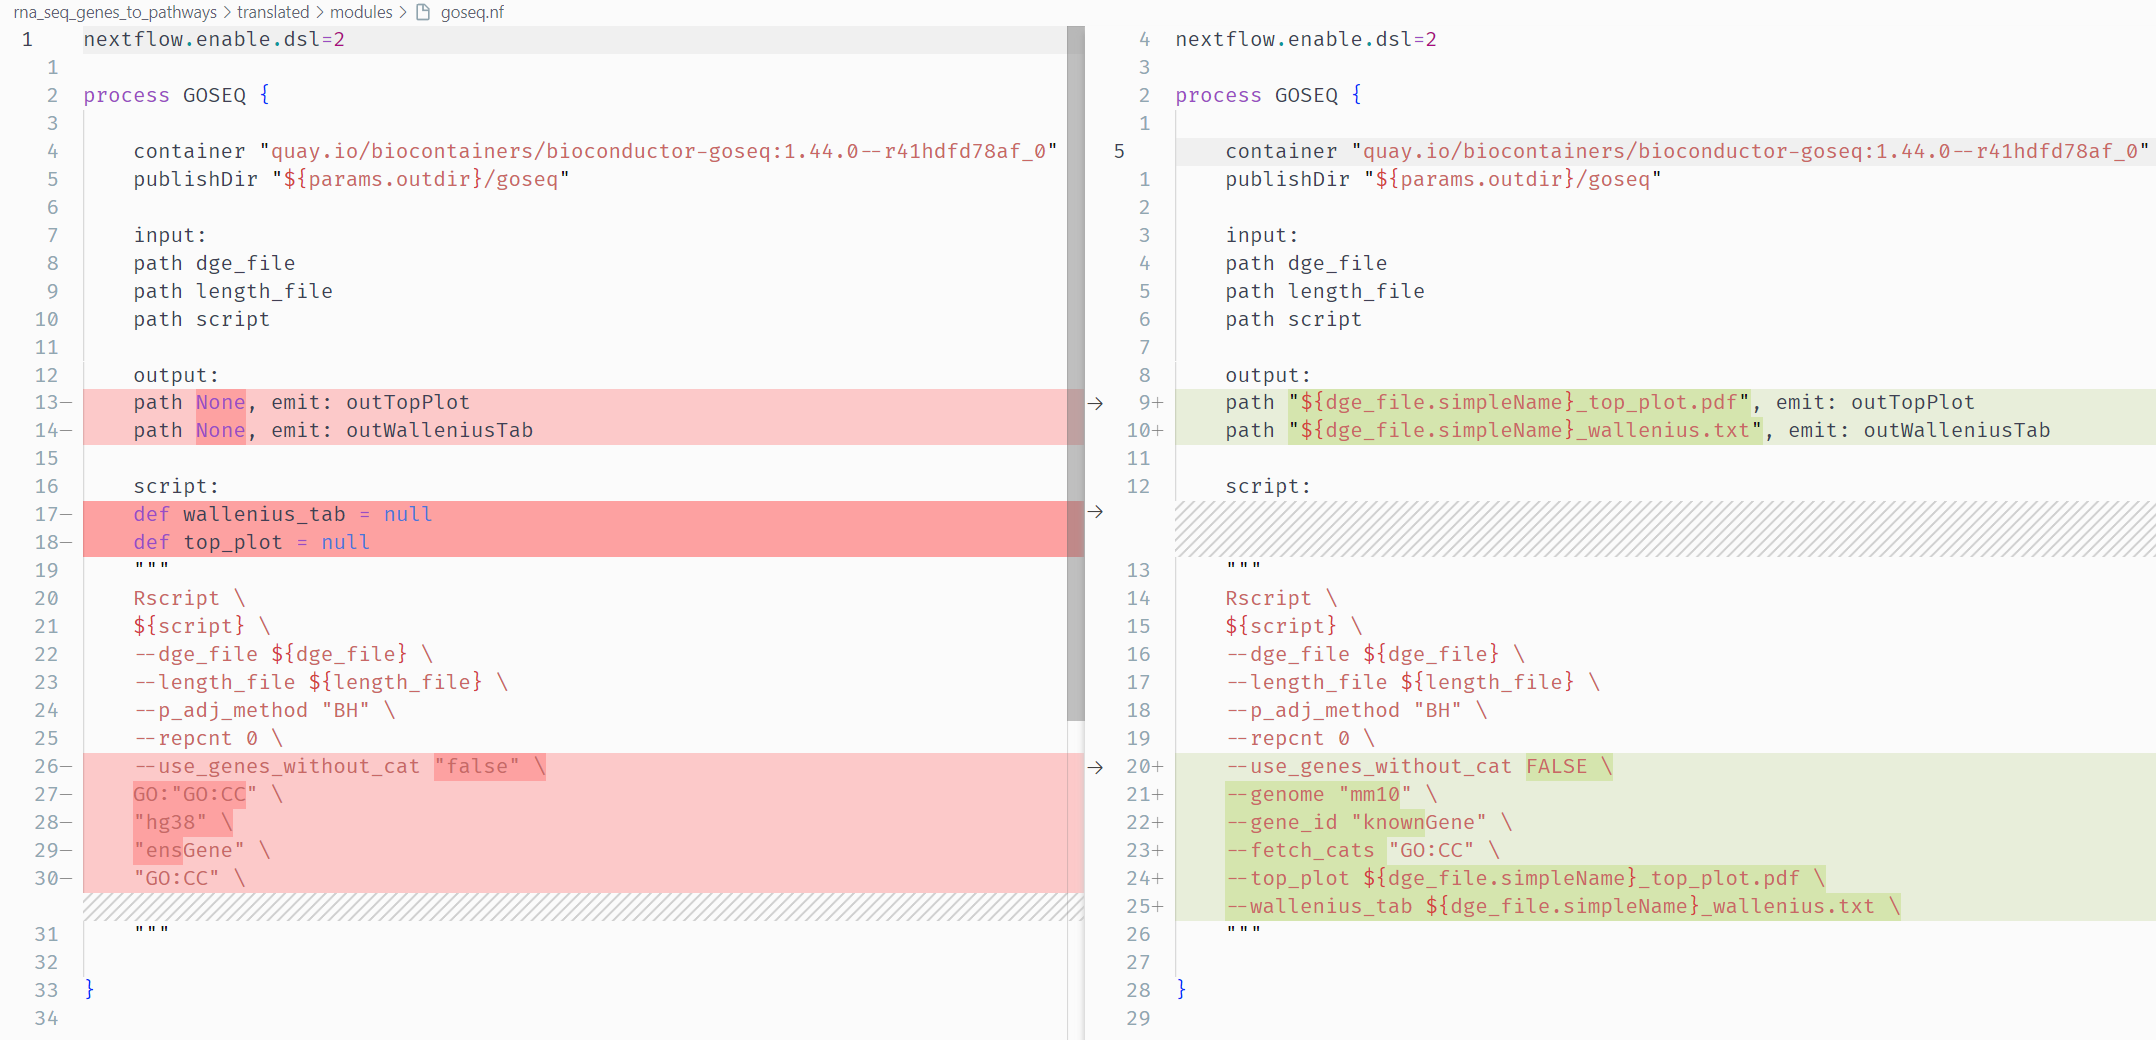 rna_seq_genes_to_pathways > translated > modules > goseq.nf
1 nextflow.enable.dsl=2
1
2 process GOSEQ {
3
4 container "quay.io/biocontainers/bioconductor-goseq:1.44.0--r41hdfd78af_0"
5 publishDir "${params.outdir}/goseq"
6
7 input:
8 path dge_file
9 path length_file
10 path script
11
12 output:
13− path None, emit: outTopPlot
14− path None, emit: outWalleniusTab
15
16 script:
17− def wallenius_tab = null
18− def top_plot = null
19 """
20 Rscript \
21 ${script} \
22 --dge_file ${dge_file} \
23 --length_file ${length_file} \
24 --p_adj_method "BH" \
25 --repcnt 0 \
26− --use_genes_without_cat "false" \
27− GO:"GO:CC" \
28− "hg38" \
29− "ensGene" \
30− "GO:CC" \
31 """
32
33 }
34
4 nextflow.enable.dsl=2
3
2 process GOSEQ {
1
5 container "quay.io/biocontainers/bioconductor-goseq:1.44.0--r41hdfd78af_0"
1 publishDir "${params.outdir}/goseq"
2
3 input:
4 path dge_file
5 path length_file
6 path script
7
8 output:
9+ path "${dge_file.simpleName}_top_plot.pdf", emit: outTopPlot
10+ path "${dge_file.simpleName}_wallenius.txt", emit: outWalleniusTab
11
12 script:
13 """
14 Rscript \
15 ${script} \
16 --dge_file ${dge_file} \
17 --length_file ${length_file} \
18 --p_adj_method "BH" \
19 --repcnt 0 \
20+ --use_genes_without_cat FALSE \
21+ --genome "mm10" \
22+ --gene_id "knownGene" \
23+ --fetch_cats "GO:CC" \
24+ --top_plot ${dge_file.simpleName}_top_plot.pdf \
25+ --wallenius_tab ${dge_file.simpleName}_wallenius.txt \
26 """
27
28 }
29